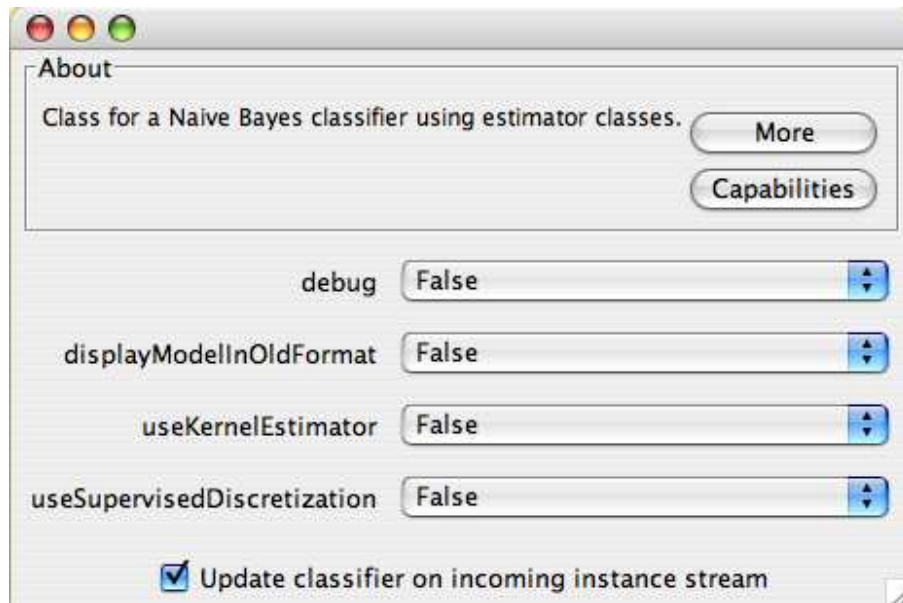 About
Class for a Naive Bayes classifier using estimator classes.
More
Capabilities
debug False
displayModelInOldFormat False
useKernelEstimator False
useSupervisedDiscretization False
Update classifier on incoming instance stream